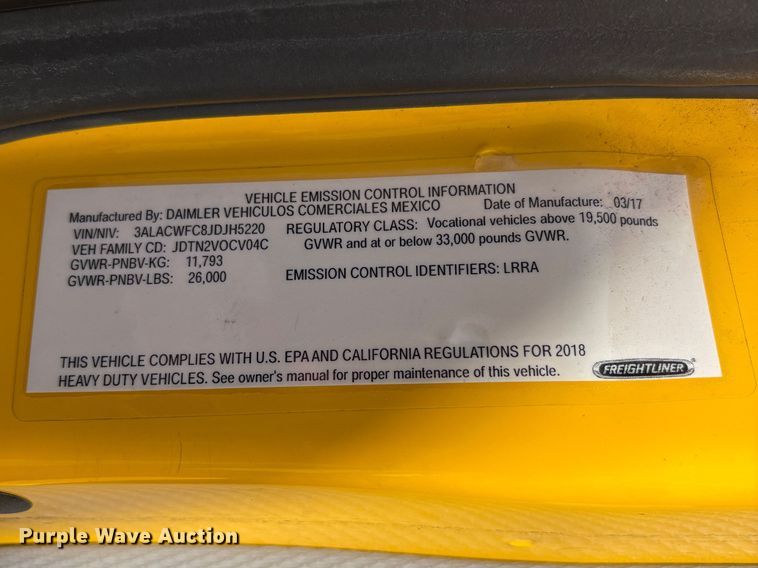 VEHICLE EMISSION CONTROL INFORMATION
Manufactured By: DAIMLER VEHICULOS COMERCIALES MEXICO Date of Manufacture: 03/17
VIN/NIV: 3ALACWFC8JDJH5220 REGULATORY CLASS: Vocational vehicles above 19,500 pounds
VEH FAMILY CD: JDTN2VOCV04C GVWR and at or below 33,000 pounds GVWR.
GVWR-PNBV-KG: 11,793
GVWR-PNBV-LBS: 26,000 EMISSION CONTROL IDENTIFIERS: LRRA
THIS VEHICLE COMPLIES WITH U.S. EPA AND CALIFORNIA REGULATIONS FOR 2018
HEAVY DUTY VEHICLES. See owner's manual for proper maintenance of this vehicle.
FREIGHTLINER
Purple Wave Auction